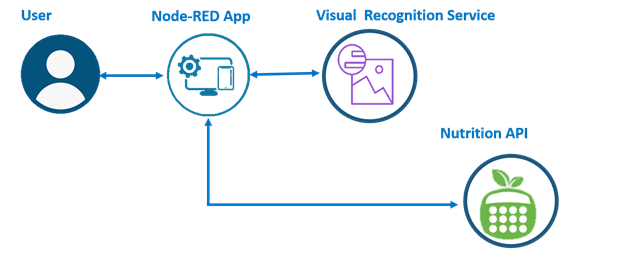 User
Node-RED App
Visual Recognition Service
Nutrition API